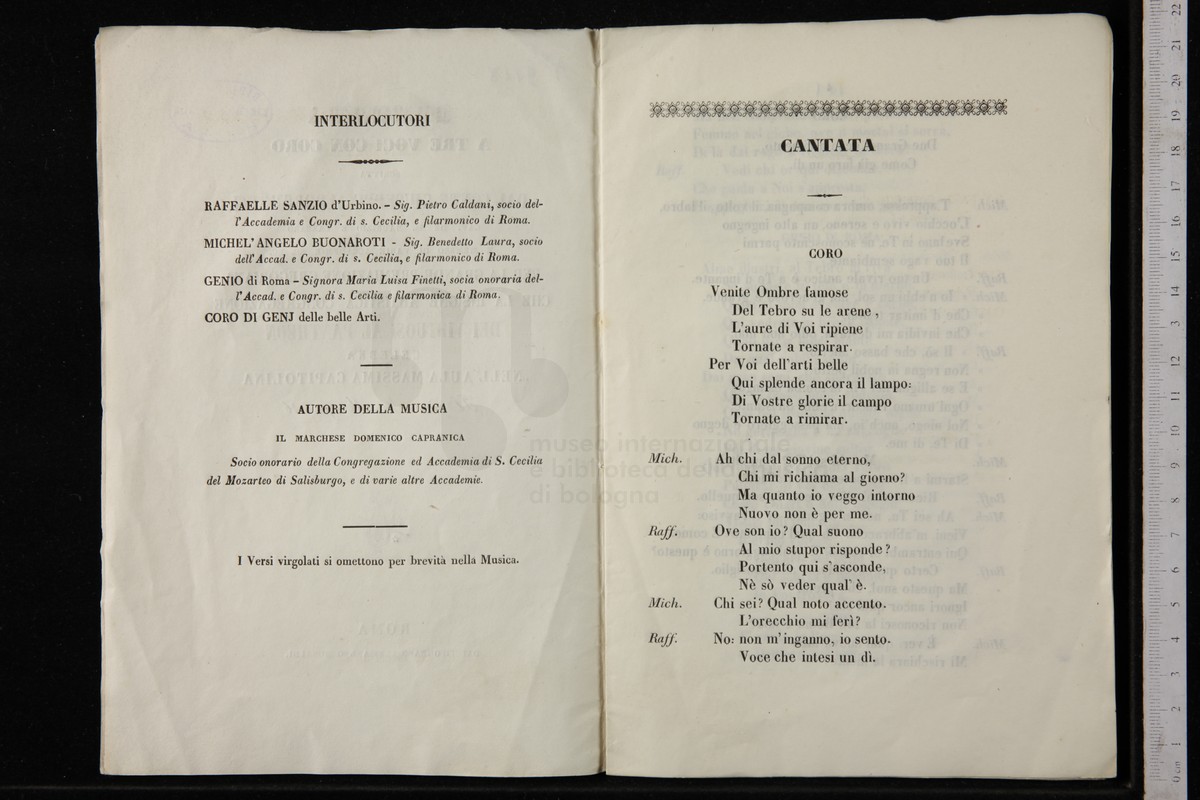 INTERLOCUTORI
RAFFAELLE SANZIO d'Urbino. - Sig. Pietro Caldani, socio del-
l'Accademia e Congr. di s. Cecilia, e filarmonico di Roma.
MICHEL' ANGELO BUONAROTI - Sig. Benedetto Laura, socio
dell'Accad. e Congr. di s. Cecilia, e filarmonico di Roma.
GENIO di Roma - Signora Maria Luisa Finetti, socia onoraria del-
l'Accad. e Congr. di s. Cecilia e filarmonica di Roma.
CORO DI GENJ delle belle Arti.
AUTORE DELLA MUSICA
IL MARCHESE DOMENICO CAPRANICA
Socio onorario della Congregazione ed Accademia di S. Cecilia
del Mozarteo di Salisburgo, e di varie altre Accademie.
I Versi virgolati si omettono per brevità nella Musica.
CANTATA
CORO
Venite Ombre famose
Del Tebro su le arene,
L'aure di Voi ripiene
Tornate a respirar.
Per Voi dell'arti belle
Qui splende ancora il lampo:
Di Vostre glorie il campo
Tornate a rimirar.
Mich. Ah chi dal sonno eterno,
Chi mi richiama al giorno?
Ma quanto io veggo intorno
Nuovo non è per me.
Raff. Ove son io? Qual suono
Al mio stupor risponde?
Portento qui s'asconde,
Nè sò veder qual' è.
Mich. Chi sei? Qual noto accento.
L'orecchio mi ferì?
Raff. No: non m'inganno, io sento.
Voce che intesi un dì.
museo internazionale
e biblioteca della musica
di bologna